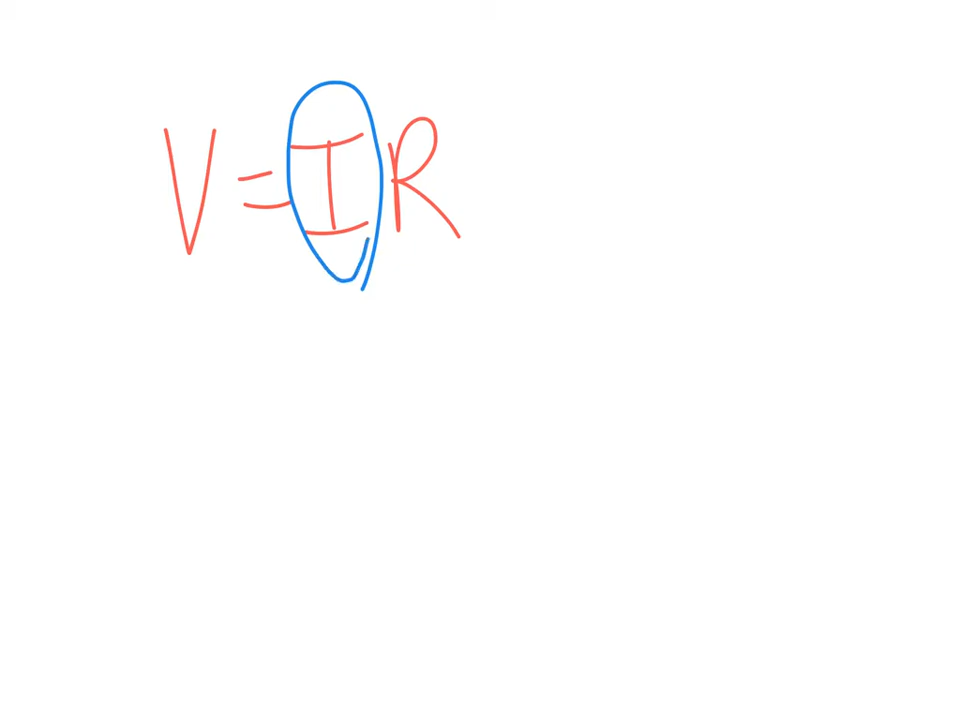 V = IR